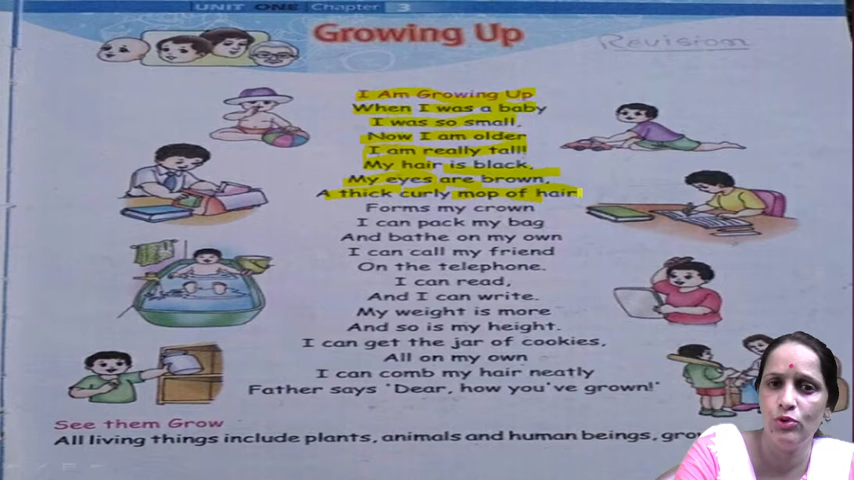 UNIT ONE Chapter 3
Growing Up
Revision
I Am Growing Up
When I was a baby
I was so small,
Now I am older
I am really tall!
My hair is black,
My eyes are brown,
A thick curly mop of hair
Forms my crown
I can pack my bag
And bathe on my own
I can call my friend
On the telephone.
I can read,
And I can write.
My weight is more
And so is my height.
I can get the jar of cookies,
All on my own
I can comb my hair neatly
Father says 'Dear, how you've grown!'
See them Grow
All living things include plants, animals and human beings,